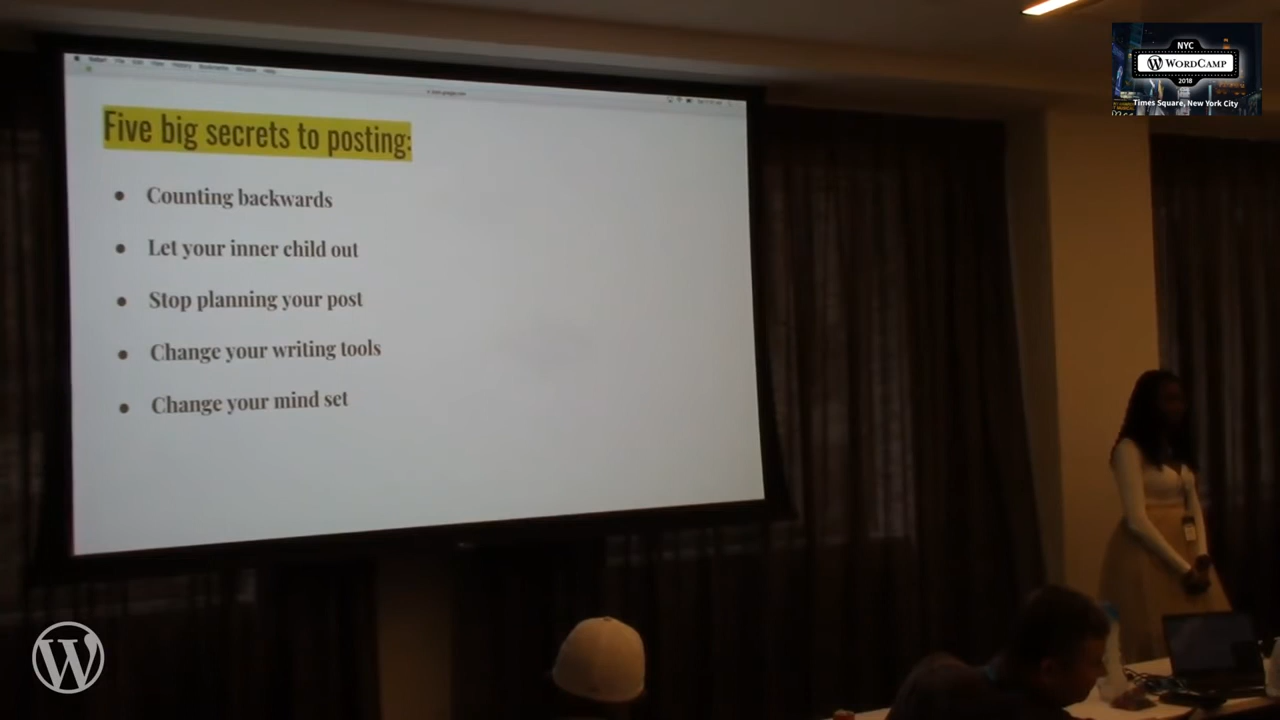 NYC
WORDCAMP
2018
Times Square, New York City
Five big secrets to posting:
Counting backwards
Let your inner child out
Stop planning your post
Change your writing tools
Change your mind set